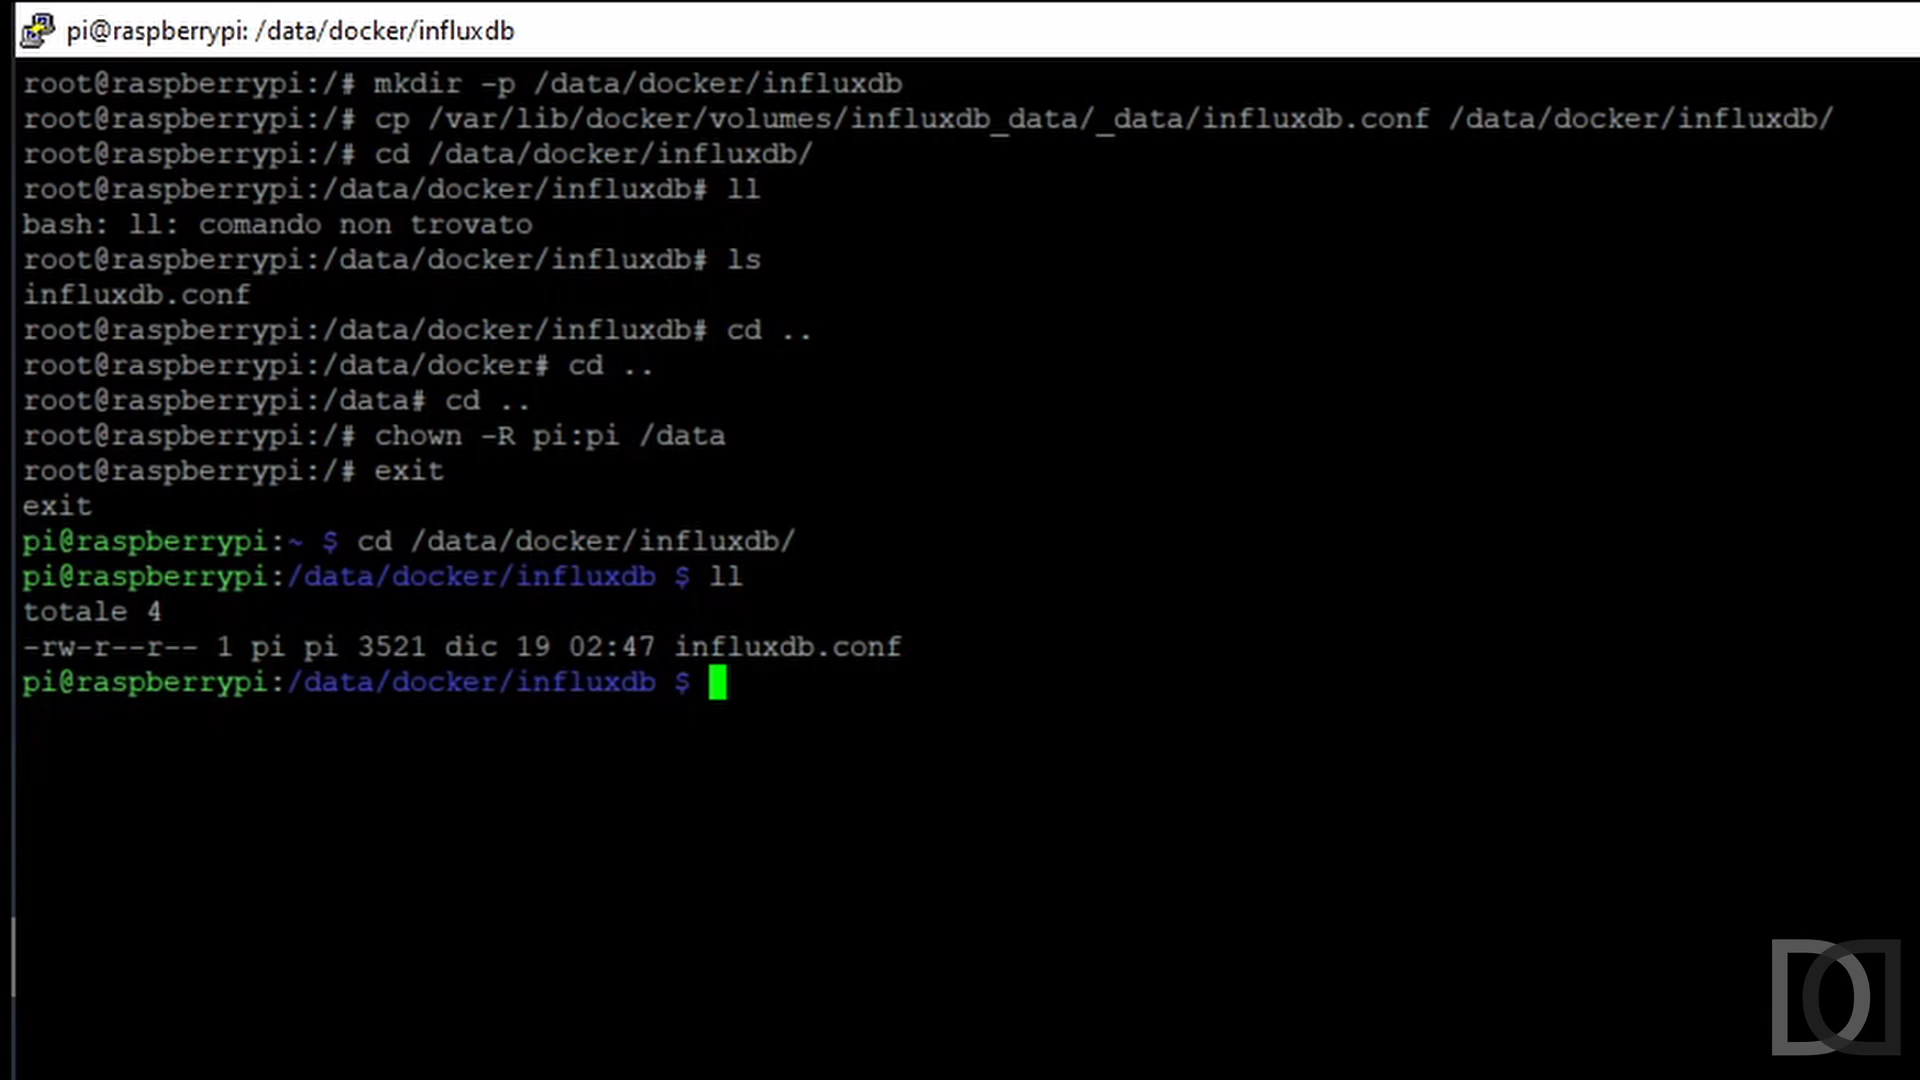 pi@raspberrypi: /data/docker/influxdb
root@raspberrypi:/# mkdir -p /data/docker/influxdb
root@raspberrypi:/# cp /var/lib/docker/volumes/influxdb_data/_data/influxdb.conf /data/docker/influxdb/
root@raspberrypi:/# cd /data/docker/influxdb/
root@raspberrypi:/data/docker/influxdb# ll
bash: ll: comando non trovato
root@raspberrypi:/data/docker/influxdb# ls
influxdb.conf
root@raspberrypi:/data/docker/influxdb# cd ..
root@raspberrypi:/data/docker# cd ..
root@raspberrypi:/data# cd ..
root@raspberrypi:/# chown -R pi:pi /data
root@raspberrypi:/# exit
exit
pi@raspberrypi:~ $ cd /data/docker/influxdb/
pi@raspberrypi:/data/docker/influxdb $ ll
totale 4
-rw-r--r-- 1 pi pi 3521 dic 19 02:47 influxdb.conf
pi@raspberrypi:/data/docker/influxdb $